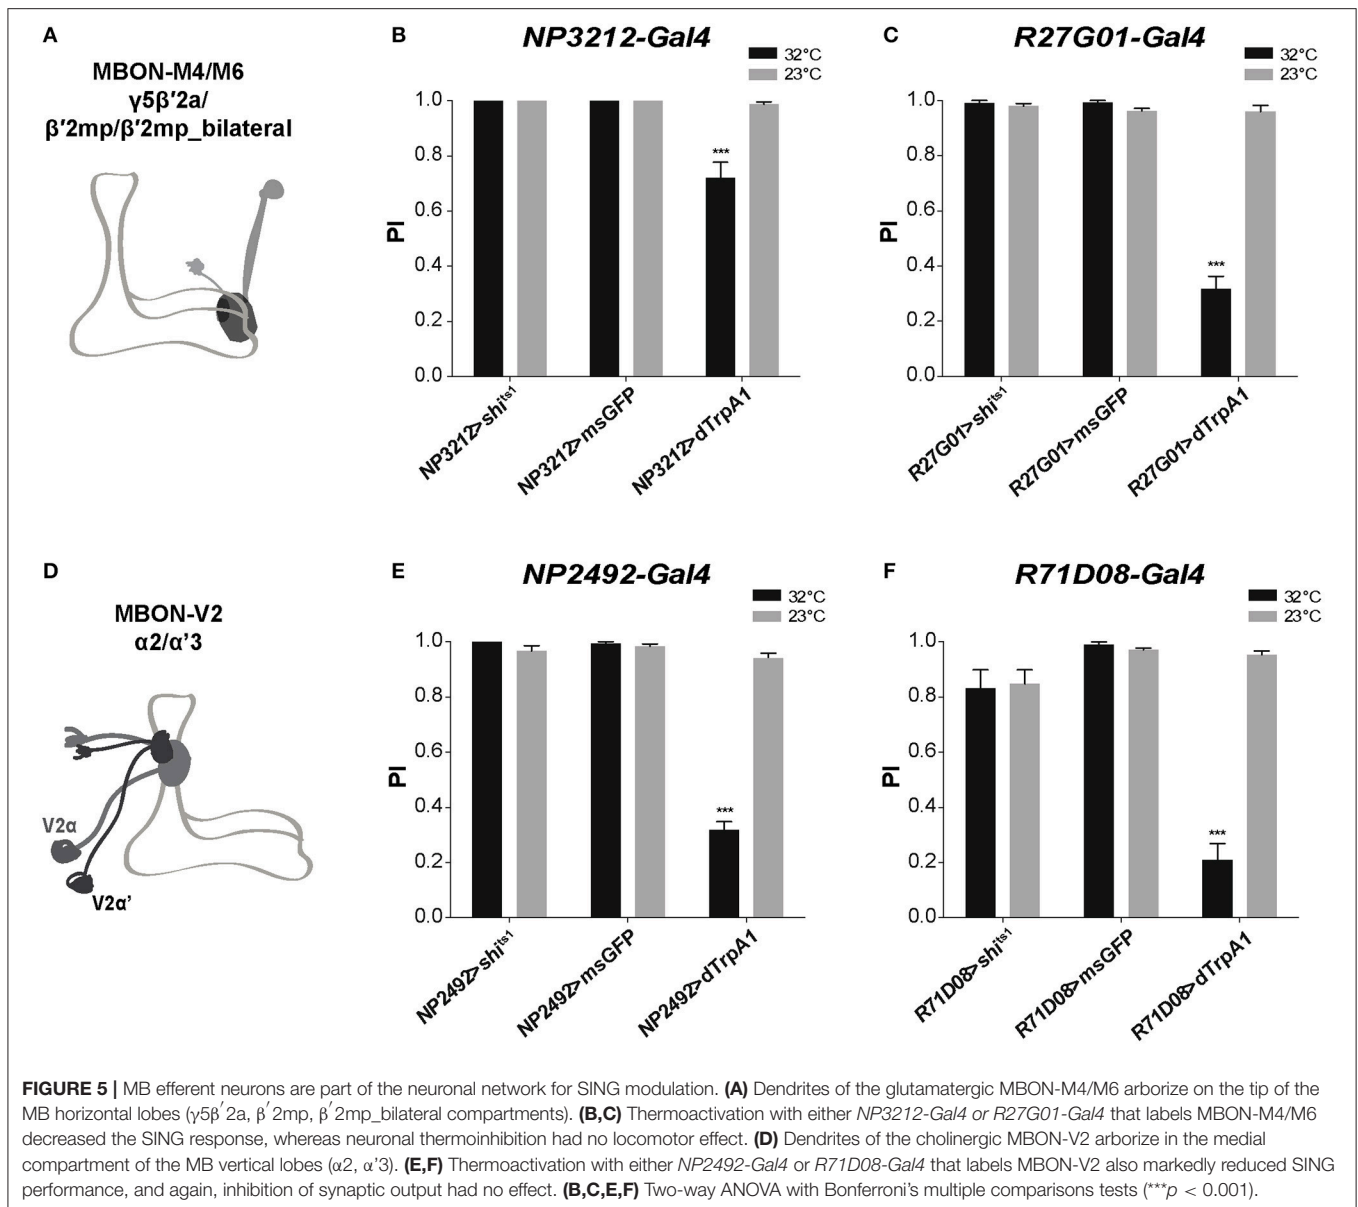 A
MBON-M4/M6
γ5β'2a/
β'2mp/β'2mp_bilateral
B
NP3212-Gal4
32°C
23°C
PI
1.0
0.8
0.6
0.4
0.2
0.0
***
NP3212>shi^ts1
NP3212>msGFP
NP3212>dTrpA1
C
R27G01-Gal4
32°C
23°C
PI
1.0
0.8
0.6
0.4
0.2
0.0
***
R27G01>shi^ts1
R27G01>msGFP
R27G01>dTrpA1
D
MBON-V2
α2/α'3
V2α
V2α'
E
NP2492-Gal4
32°C
23°C
PI
1.0
0.8
0.6
0.4
0.2
0.0
***
NP2492>shi^ts1
NP2492>msGFP
NP2492>dTrpA1
F
R71D08-Gal4
32°C
23°C
PI
1.0
0.8
0.6
0.4
0.2
0.0
***
R71D08>shi^ts1
R71D08>msGFP
R71D08>dTrpA1
FIGURE 5 | MB efferent neurons are part of the neuronal network for SING modulation. (A) Dendrites of the glutamatergic MBON-M4/M6 arborize on the tip of the
MB horizontal lobes (γ5β′2a, β′2mp, β′2mp_bilateral compartments). (B,C) Thermoactivation with either NP3212-Gal4 or R27G01-Gal4 that labels MBON-M4/M6
decreased the SING response, whereas neuronal thermoinhibition had no locomotor effect. (D) Dendrites of the cholinergic MBON-V2 arborize in the medial
compartment of the MB vertical lobes (α2, α'3). (E,F) Thermoactivation with either NP2492-Gal4 or R71D08-Gal4 that labels MBON-V2 also markedly reduced SING
performance, and again, inhibition of synaptic output had no effect. (B,C,E,F) Two-way ANOVA with Bonferroni's multiple comparisons tests (***p < 0.001).